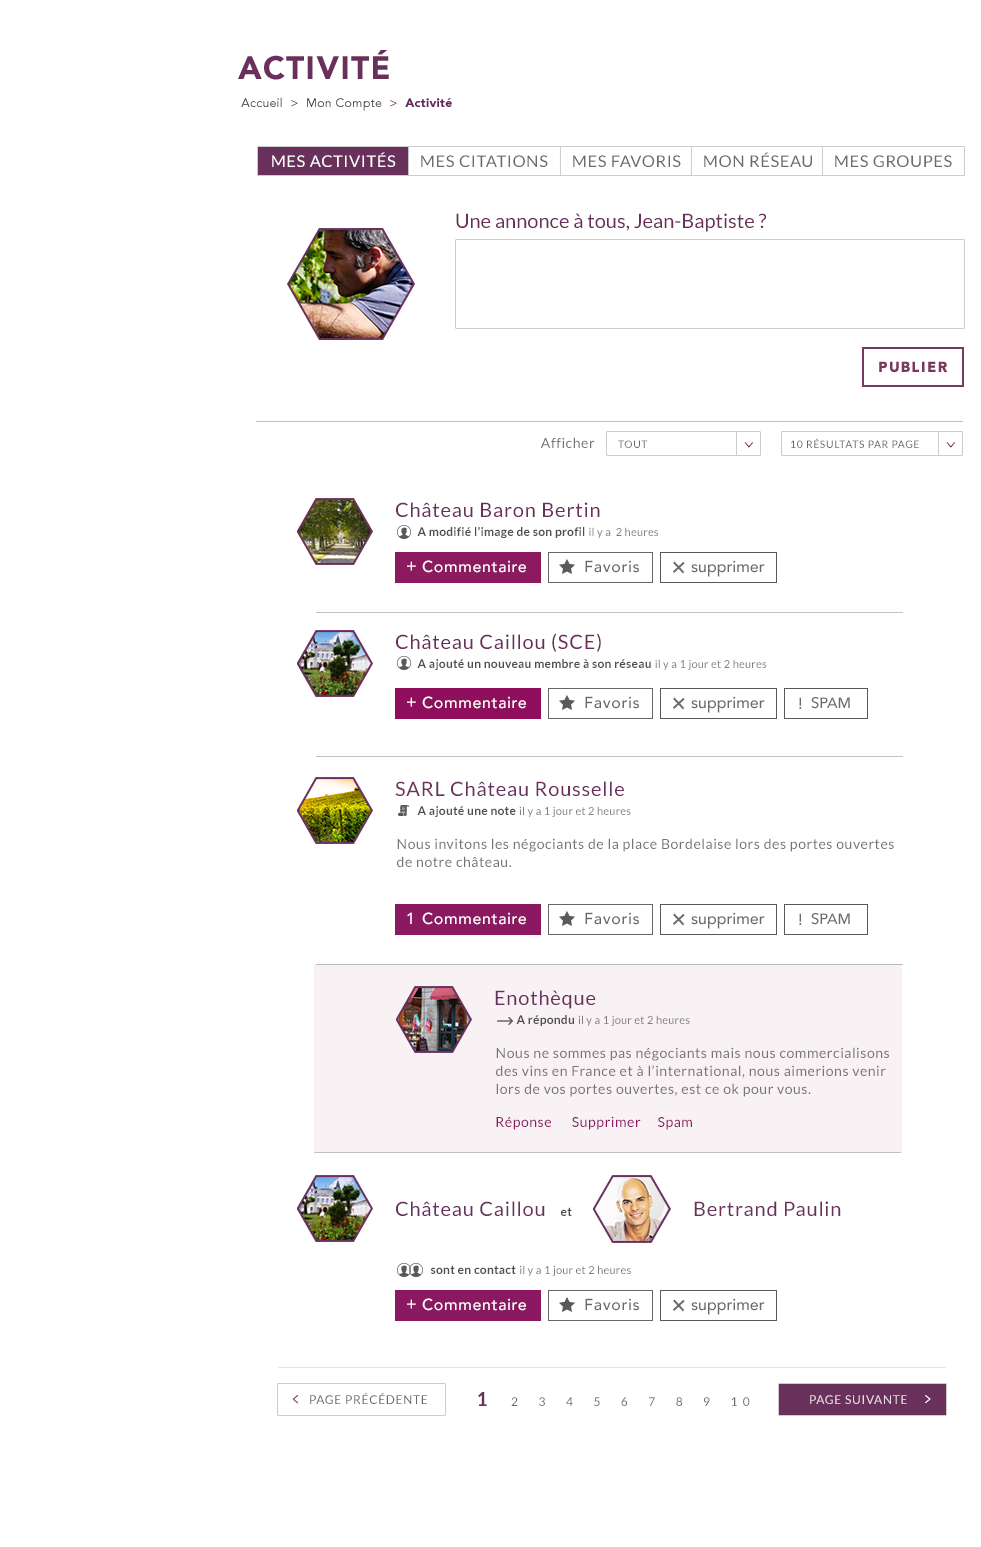 ACTIVITÉ
Accueil > Mon Compte > Activité
MES ACTIVITÉS MES CITATIONS MES FAVORIS MON RÉSEAU MES GROUPES
Une annonce à tous, Jean-Baptiste ?
PUBLIER
Afficher TOUT 10 RÉSULTATS PAR PAGE
Château Baron Bertin
A modifié l'image de son profil il y a 2 heures
+ Commentaire Favoris supprimer
Château Caillou (SCE)
A ajouté un nouveau membre à son réseau il y a 1 jour et 2 heures
+ Commentaire Favoris supprimer ! SPAM
SARL Château Rousselle
A ajouté une note il y a 1 jour et 2 heures
Nous invitons les négociants de la place Bordelaise lors des portes ouvertes
de notre château.
1 Commentaire Favoris supprimer ! SPAM
Enothèque
A répondu il y a 1 jour et 2 heures
Nous ne sommes pas négociants mais nous commercialisons
des vins en France et à l'international, nous aimerions venir
lors de vos portes ouvertes, est ce ok pour vous.
Réponse Supprimer Spam
Château Caillou et Bertrand Paulin
sont en contact il y a 1 jour et 2 heures
+ Commentaire Favoris supprimer
< PAGE PRÉCÉDENTE 1 2 3 4 5 6 7 8 9 10 PAGE SUIVANTE >